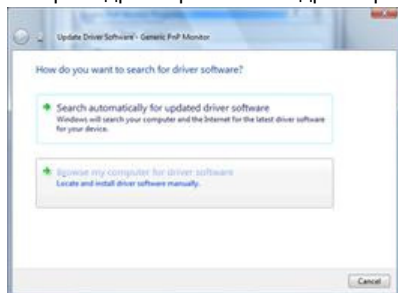 Update Driver Software - Generic PnP Monitor
How do you want to search for driver software?
Search automatically for updated driver software
Windows will search your computer and the Internet for the latest driver software
for your device.
Browse my computer for driver software
Locate and install driver software manually.
Cancel